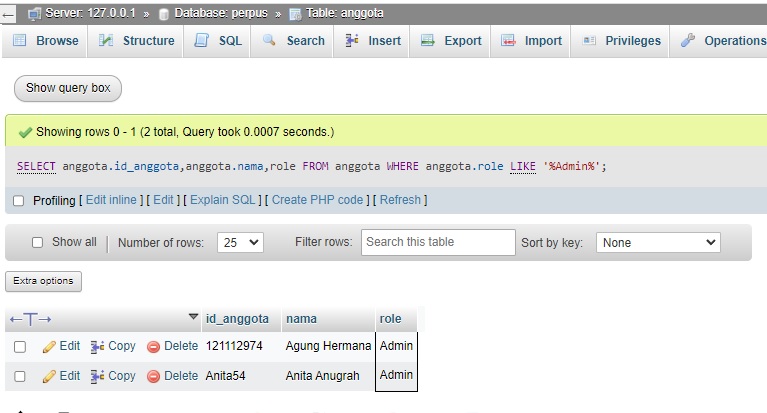 ← Server: 127.0.0.1 » Database: perpus » Table: anggota
Browse Structure SQL Search Insert Export Import Privileges Operations
Show query box
Showing rows 0 - 1 (2 total, Query took 0.0007 seconds.)
SELECT anggota.id_anggota,anggota.nama,role FROM anggota WHERE anggota.role LIKE '%Admin%';
Profiling [ Edit inline ] [ Edit ] [ Explain SQL ] [ Create PHP code ] [ Refresh ]
Show all | Number of rows: 25 Filter rows: Search this table Sort by key: None
Extra options
←T→ ▼ id_anggota nama role
Edit Copy Delete 121112974 Agung Hermana Admin
Edit Copy Delete Anita54 Anita Anugrah Admin